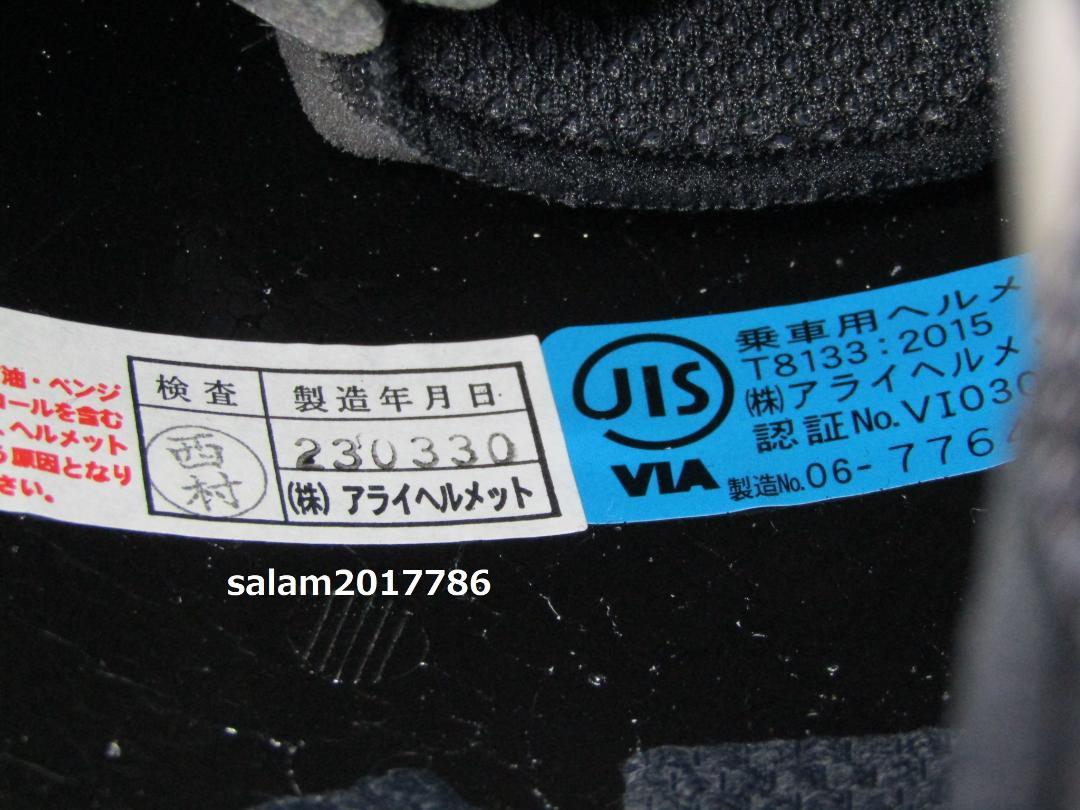 油・ベンジ
ールを含む
ヘルメット
原因となり
さい。
検査
製造年月日
西村
230330
(株)アライヘルメット
JIS
VIA
乗車用ヘルメ
T8133:2015
(株)アライヘルメ
認証No.VI030
製造No.06-7764
salam2017786